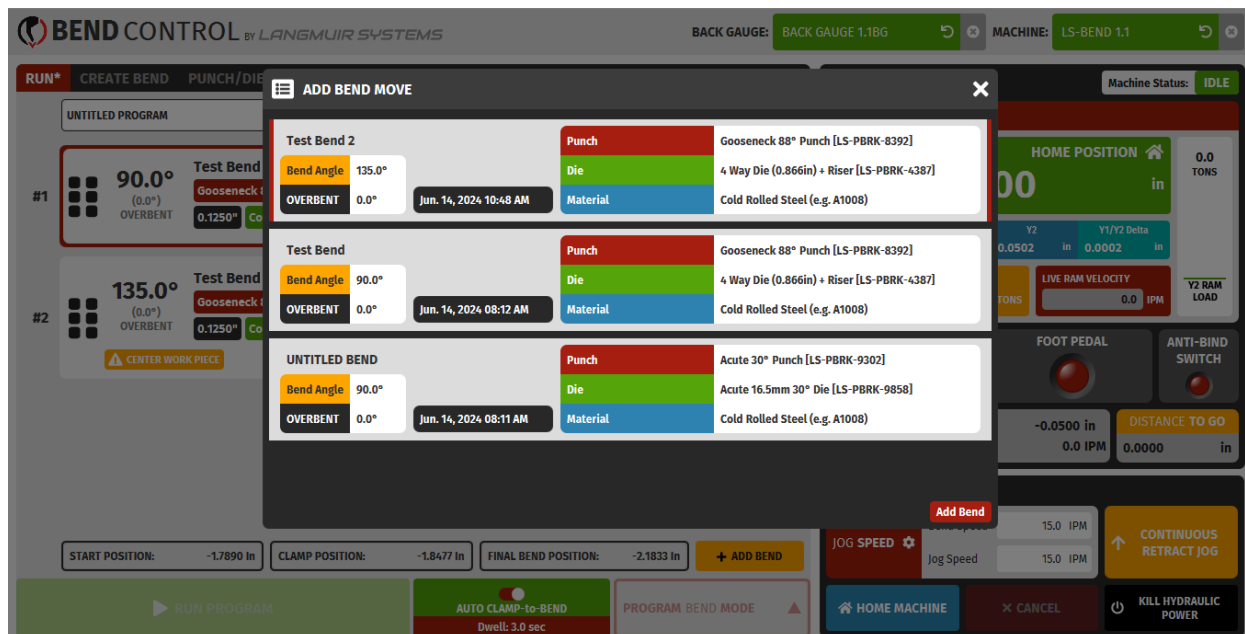 BEND CONTROL BY LANGMUIR SYSTEMS
BACK GAUGE: BACK GAUGE 1.1BG
MACHINE: LS-BEND 1.1
RUN* CREATE BEND PUNCH/DIE
Machine Status: IDLE
UNTITLED PROGRAM
#1
90.0°
(0.0°)
OVERBENT
Test Bend
Gooseneck 8
0.1250" Co
#2
135.0°
(0.0°)
OVERBENT
Test Bend
Gooseneck 8
0.1250" Co
CENTER WORK PIECE
ADD BEND MOVE
Test Bend 2
Bend Angle 135.0°
OVERBENT 0.0°
Jun. 14, 2024 10:48 AM
Punch Gooseneck 88° Punch [LS-PBRK-8392]
Die 4 Way Die (0.866in) + Riser [LS-PBRK-4387]
Material Cold Rolled Steel (e.g. A1008)
Test Bend
Bend Angle 90.0°
OVERBENT 0.0°
Jun. 14, 2024 08:12 AM
Punch Gooseneck 88° Punch [LS-PBRK-8392]
Die 4 Way Die (0.866in) + Riser [LS-PBRK-4387]
Material Cold Rolled Steel (e.g. A1008)
UNTITLED BEND
Bend Angle 90.0°
OVERBENT 0.0°
Jun. 14, 2024 08:11 AM
Punch Acute 30° Punch [LS-PBRK-9302]
Die Acute 16.5mm 30° Die [LS-PBRK-9858]
Material Cold Rolled Steel (e.g. A1008)
Add Bend
HOME POSITION
00 in
0.0
TONS
Y2
0.0502 in
Y1/Y2 Delta
0.0002 in
TONS
LIVE RAM VELOCITY
0.0 IPM
Y2 RAM
LOAD
FOOT PEDAL
ANTI-BIND
SWITCH
-0.0500 in
0.0 IPM
DISTANCE TO GO
0.0000 in
START POSITION: -1.7890 In
CLAMP POSITION: -1.8477 In
FINAL BEND POSITION: -2.1833 In
+ ADD BEND
JOG SPEED
15.0 IPM
Jog Speed 15.0 IPM
CONTINUOUS
RETRACT JOG
RUN PROGRAM
AUTO CLAMP-to-BEND
Dwell: 3.0 sec
PROGRAM BEND MODE
HOME MACHINE
CANCEL
KILL HYDRAULIC
POWER